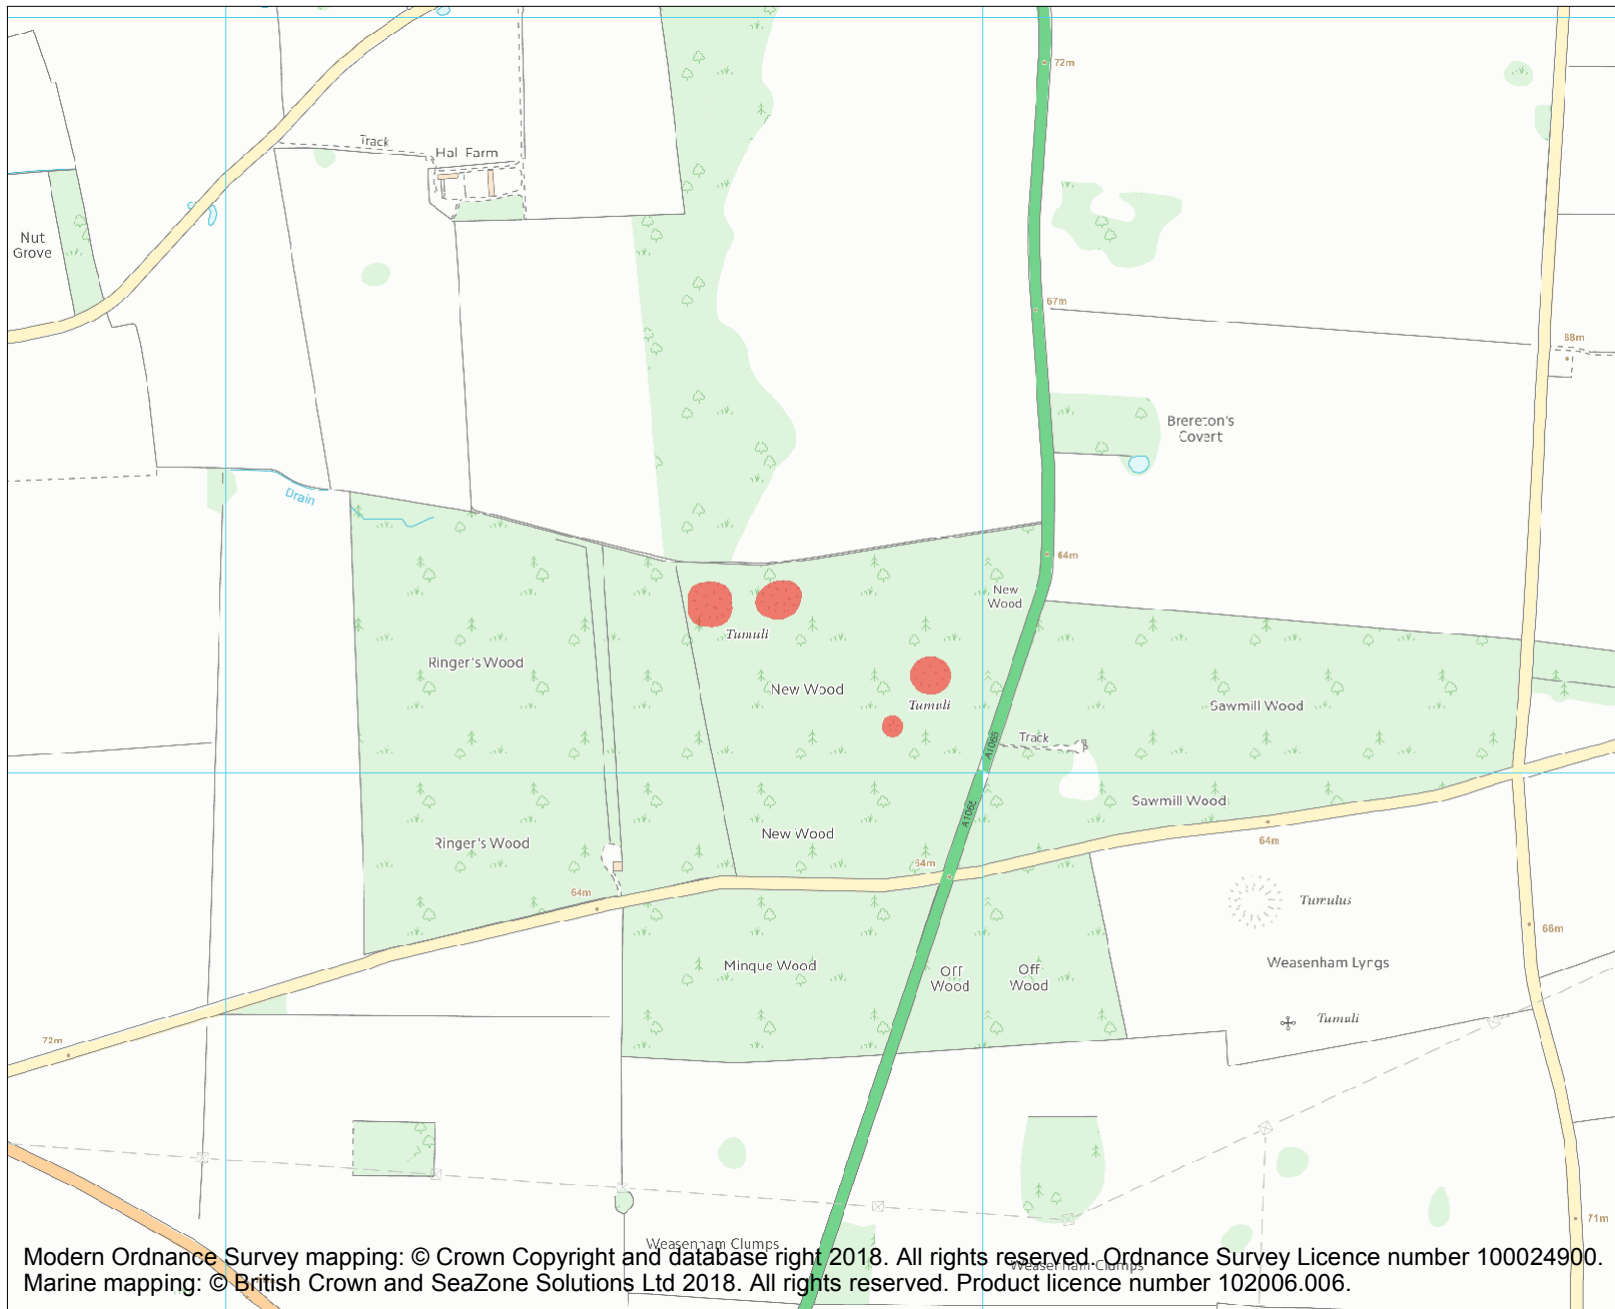 72m
Track
Hal Farm
Nut
Grove
67m
68m
Brereton's
Covert
Drain
64m
New
Wood
Tumuli
Ringer's Wood
New Wood
Tumuli
Sawmill Wood
Track
A1065
Sawmill Wood
A1065
New Wood
Ringer's Wood
64m
64m
64m
Tumulus
66m
Weasenham Lyngs
Minque Wood
Off
Wood
Off
Wood
Tumuli
72m
71m
Weasenham Clumps
Weasenham Clumps
Modern Ordnance Survey mapping: © Crown Copyright and database right 2018. All rights reserved. Ordnance Survey Licence number 100024900.
Marine mapping: © British Crown and SeaZone Solutions Ltd 2018. All rights reserved. Product licence number 102006.006.